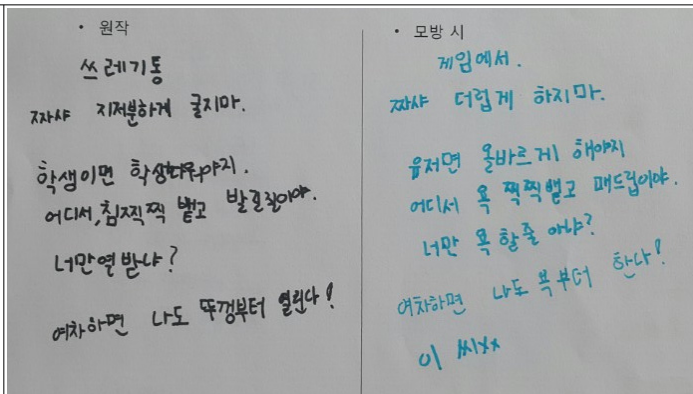 • 원작
쓰레기통
짜샤 지저분하게 굴지마.
학생이면 학생다워야지.
어디서, 침찍찍 뱉고 발길질이야.
너만열받냐?
여차하면 나도 뚜껑부터 열린다!
• 모방 시
게임에서.
짜샤 더럽게 하지마.
유저면 올바르게 해야지
어디서 욕 찍찍뱉고 패드립이야.
너만 욕 할줄 아냐?
여차하면 나도 욕부터 한다!
이 씨xx